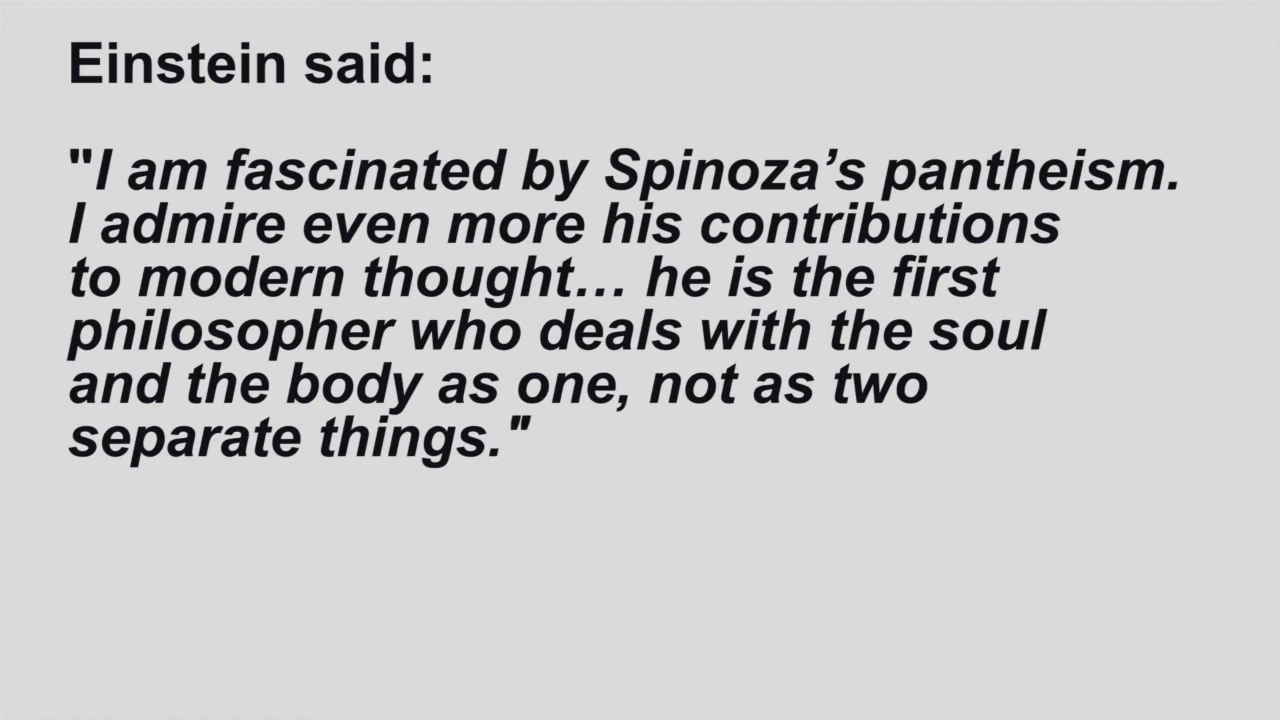 Einstein said:
"I am fascinated by Spinoza’s pantheism.
I admire even more his contributions
to modern thought… he is the first
philosopher who deals with the soul
and the body as one, not as two
separate things."